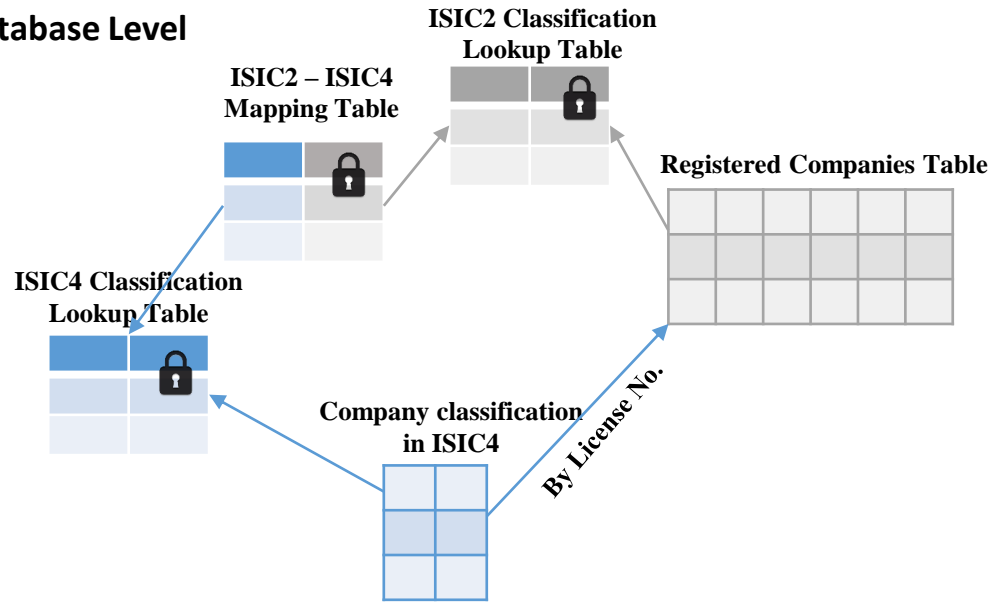 tabase Level
ISIC2 Classification
Lookup Table
ISIC2 – ISIC4
Mapping Table
Registered Companies Table
ISIC4 Classification
Lookup Table
Company classification
in ISIC4
By License No.